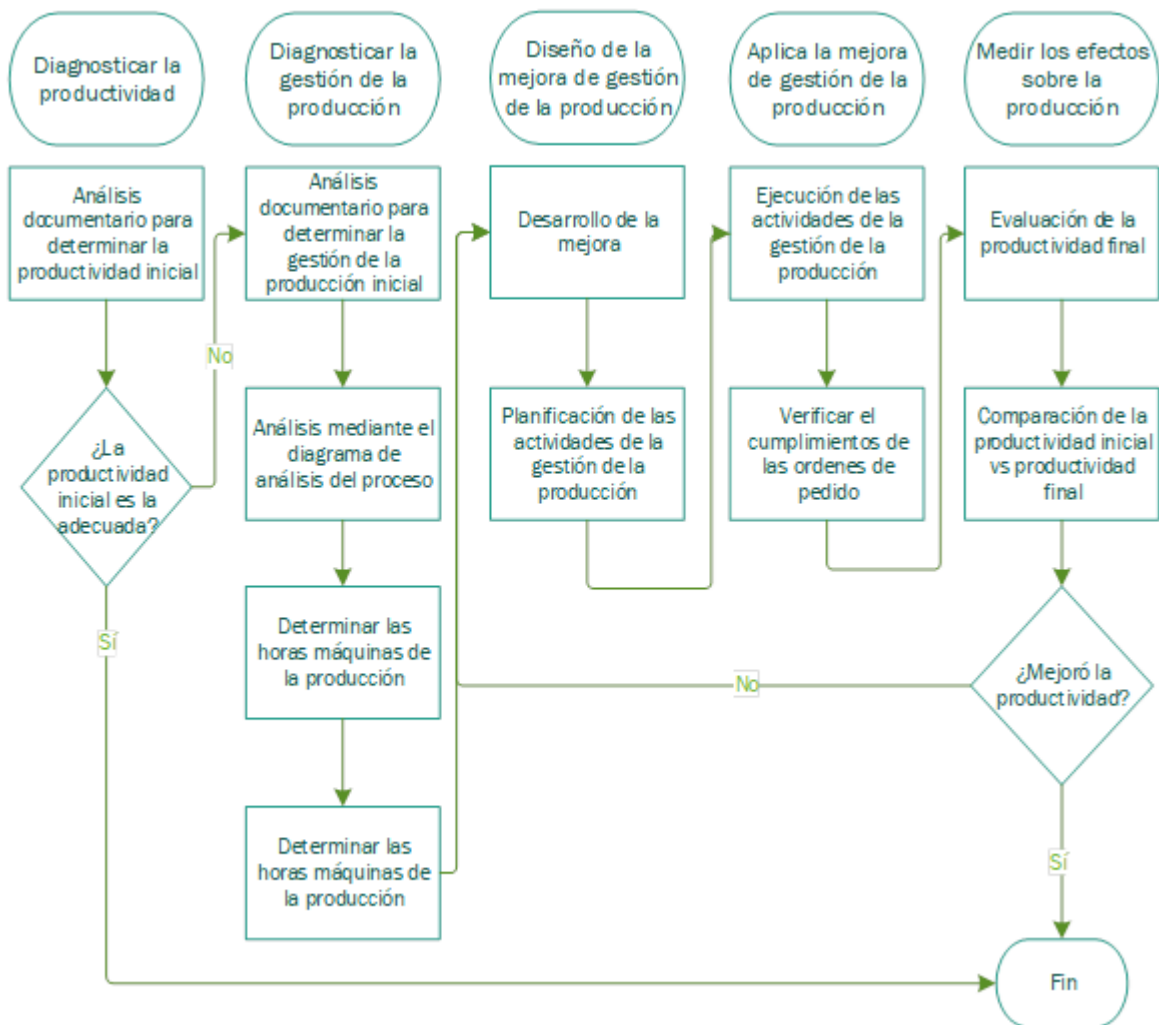 Diagnosticar la
productividad
Diagnosticar la
gestión de la
producción
Diseño de la
mejora de gestión
de la producción
Aplica la mejora
de gestión de la
producción
Medir los efectos
sobre la
producción
Análisis
documentario para
determinar la
productividad inicial
Análisis
documentario para
determinar la
gestión de la
producción inicial
Desarrollo de la
mejora
Ejecución de las
actividades de la
gestión de la
producción
Evaluación de la
productividad final
No
¿La
productividad
inicial es la
adecuada?
Análisis mediante el
diagrama de
análisis del proceso
Planificación de las
actividades de la
gestión de la
producción
Verificar el
cumplimientos de
las ordenes de
pedido
Comparación de la
productividad inicial
vs productividad
final
Sí
Determinar las
horas máquinas de
la producción
No
¿Mejoró la
productividad?
Determinar las
horas máquinas de
la producción
Sí
Fin